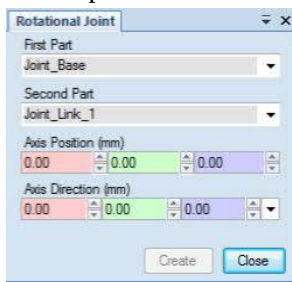 Rotational Joint
First Part
Joint_Base
Second Part
Joint_Link_1
Axis Position (mm)
0.00 0.00 0.00
Axis Direction (mm)
0.00 0.00 0.00
Create Close